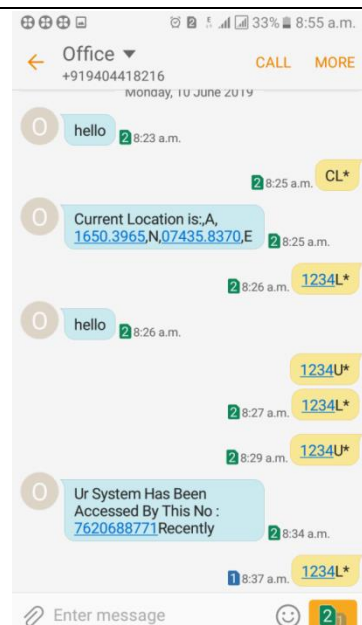 33% 8:55 a.m.
Office
CALL MORE
+919404418216
Monday, 10 June 2019
O hello 2 8:23 a.m.
2 8:25 a.m. CL*
O Current Location is:,A,
1650.3965,N,07435.8370,E 2 8:25 a.m.
2 8:26 a.m. 1234L*
O hello 2 8:26 a.m.
1234U*
2 8:27 a.m. 1234L*
2 8:29 a.m. 1234U*
O Ur System Has Been
Accessed By This No :
7620688771Recently 2 8:34 a.m.
1 8:37 a.m. 1234L*
Enter message 2